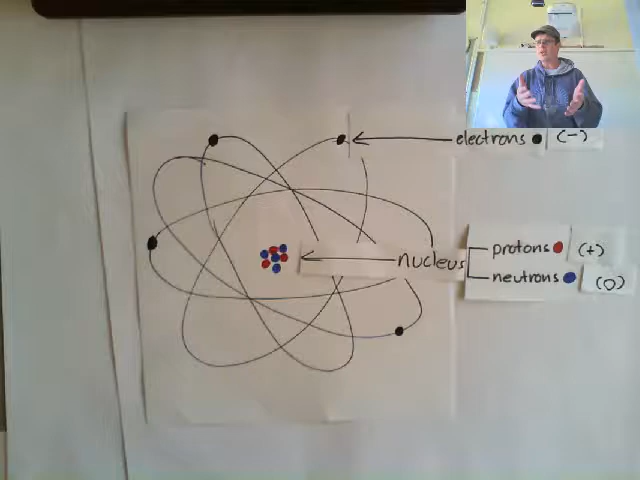 electrons (-)
nucleus
protons (+)
neutrons (0)